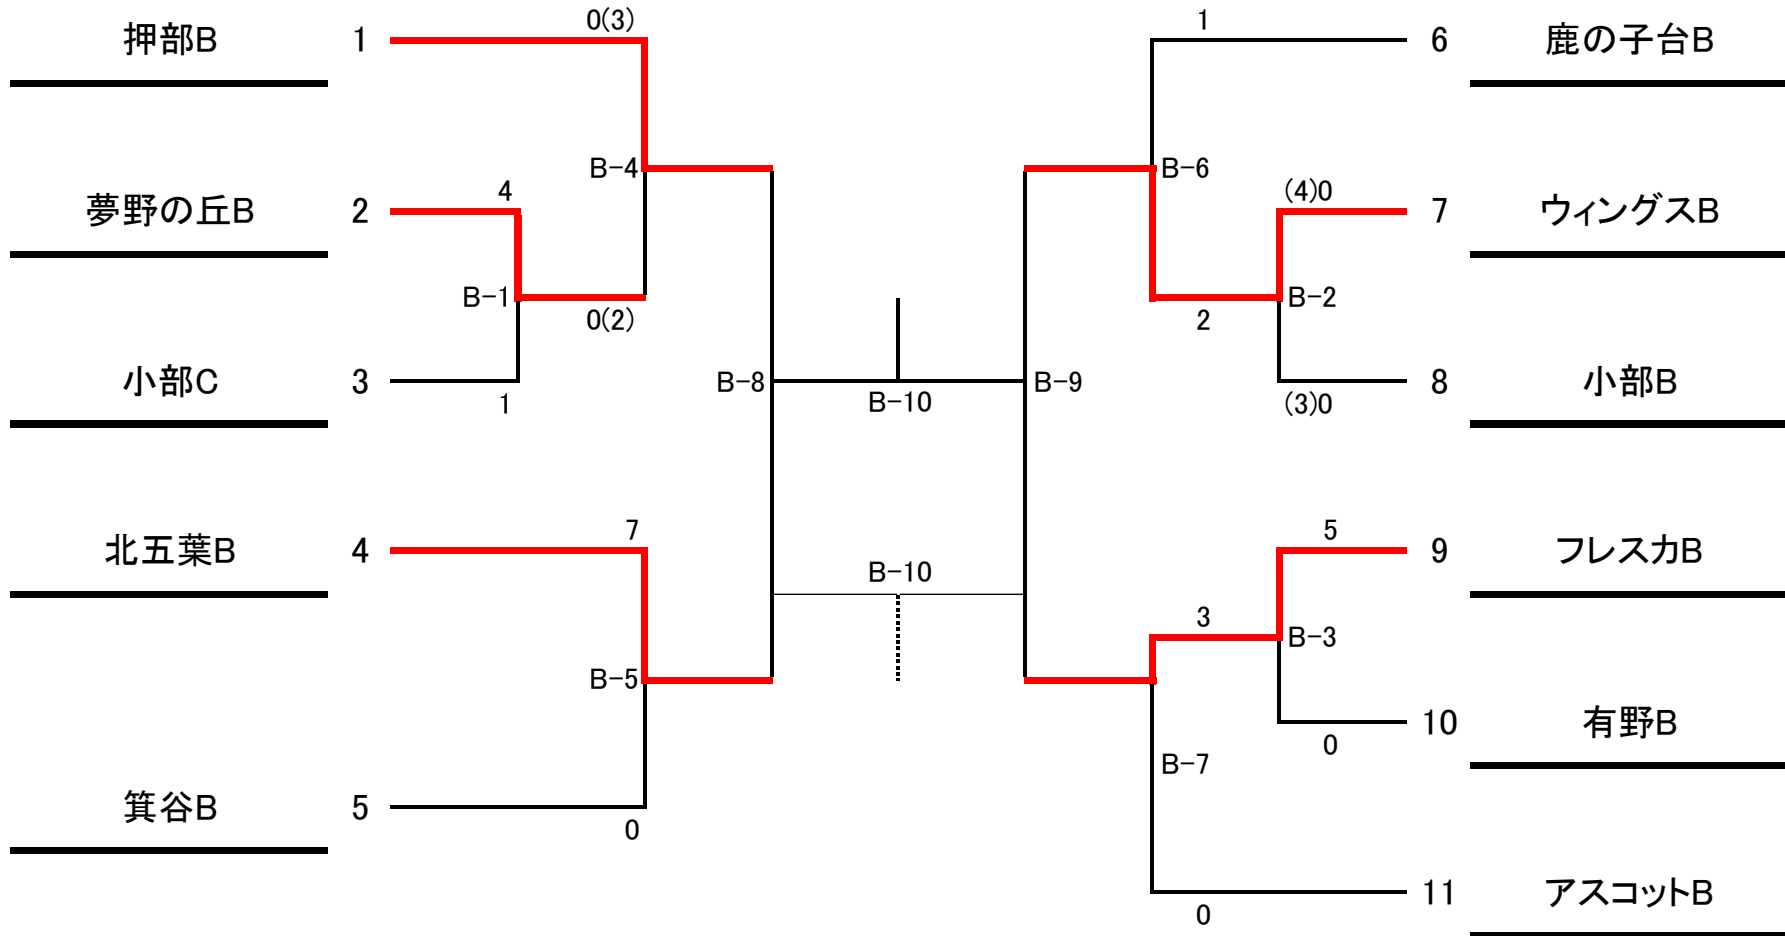 押部B 1 0(3) 1 6 鹿の子台B
B-4 B-6
夢野の丘B 2 4 (4)0 7 ウィングスB
B-1 0(2) 2 B-2
小部C 3 1 B-8 B-10 B-9 (3)0 8 小部B
北五葉B 4 7 5 9 フレスカB
B-10
B-5 3 B-3
0 10 有野B
B-7
箕谷B 5 0
0 11 アスコットB